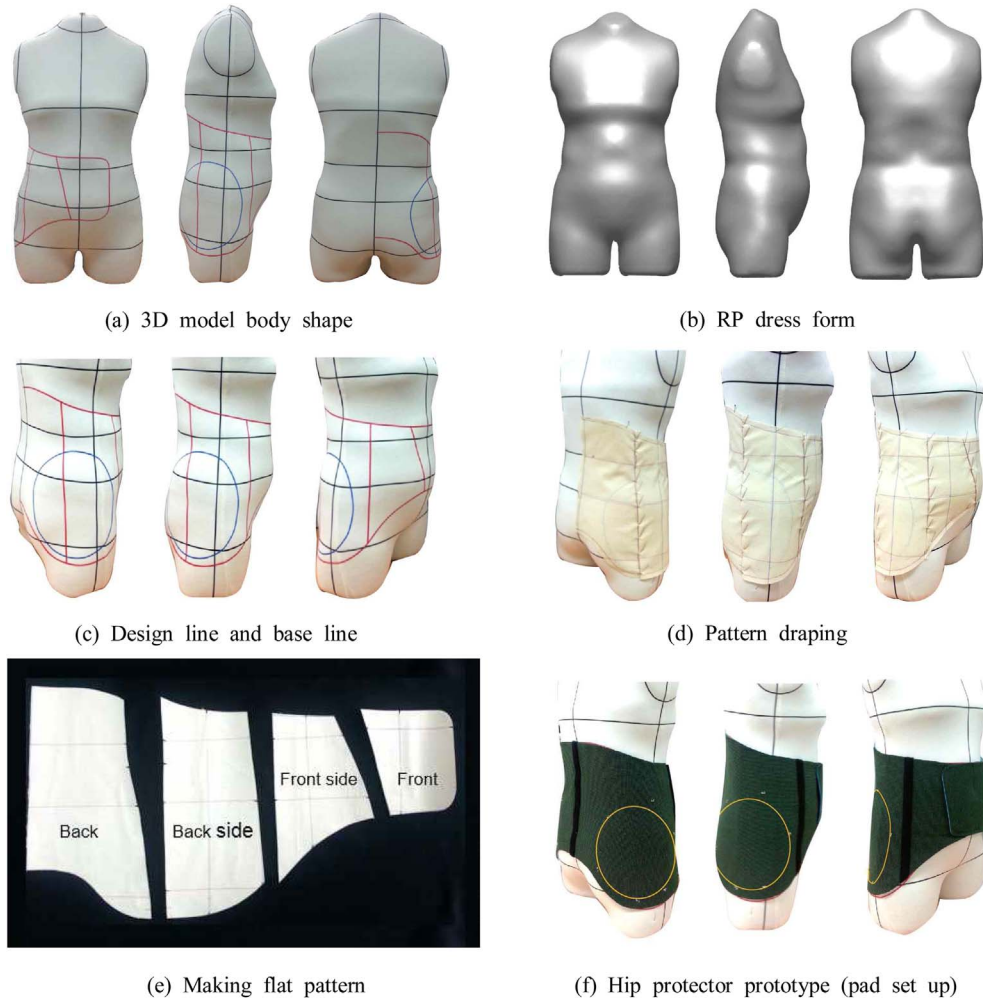 (a) 3D model body shape
(b) RP dress form
(c) Design line and base line
(d) Pattern draping
Back
Back side
Front side
Front
(e) Making flat pattern
(f) Hip protector prototype (pad set up)